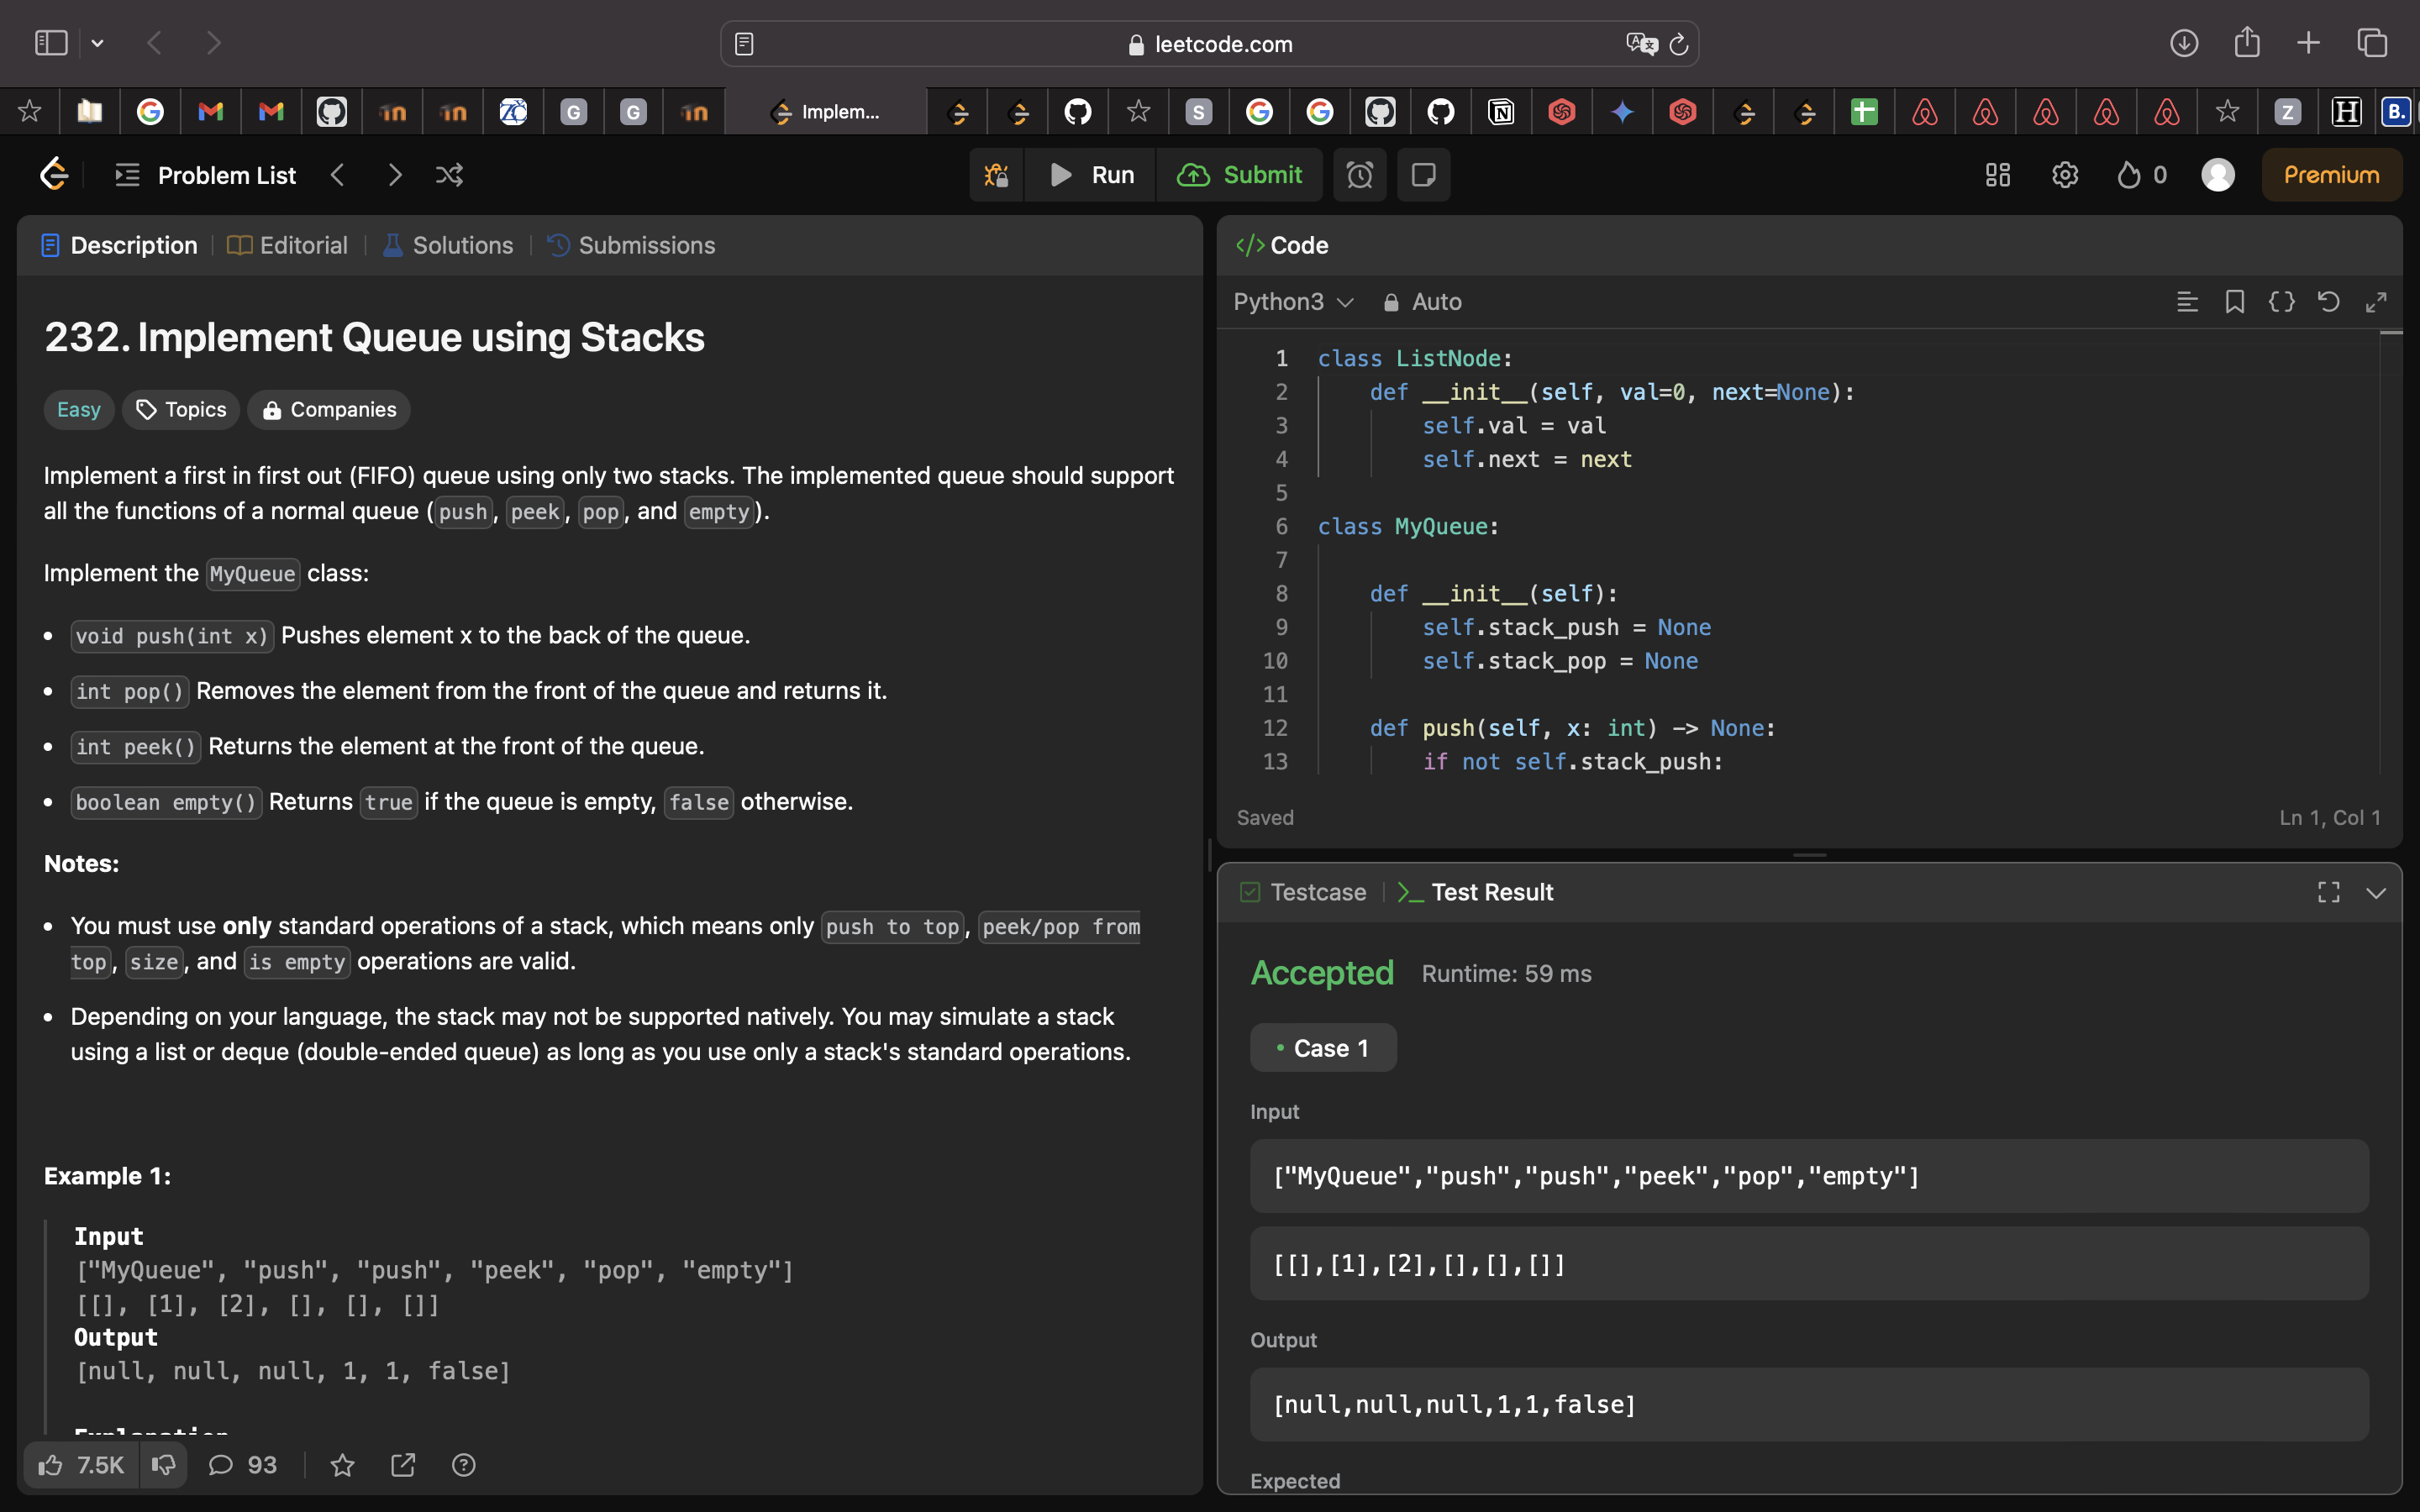 leetcode.com
G
G
Implem...
S
Z
H
B.
Problem List
Run
Submit
0
Premium
Description
Editorial
Solutions
Submissions
232. Implement Queue using Stacks
Easy
Topics
Companies
Implement a first in first out (FIFO) queue using only two stacks. The implemented queue should support
all the functions of a normal queue (push, peek, pop, and empty).
Implement the MyQueue class:
• void push(int x) Pushes element x to the back of the queue.
• int pop() Removes the element from the front of the queue and returns it.
• int peek() Returns the element at the front of the queue.
• boolean empty() Returns true if the queue is empty, false otherwise.
Notes:
• You must use only standard operations of a stack, which means only push to top, peek/pop from
top, size, and is empty operations are valid.
• Depending on your language, the stack may not be supported natively. You may simulate a stack
using a list or deque (double-ended queue) as long as you use only a stack's standard operations.
Example 1:
Input
["MyQueue", "push", "push", "peek", "pop", "empty"]
[[], [1], [2], [], [], []]
Output
[null, null, null, 1, 1, false]
Explanation
7.5K
93
</> Code
Python3
Auto
1 class ListNode:
2     def __init__(self, val=0, next=None):
3         self.val = val
4         self.next = next
5
6 class MyQueue:
7
8     def __init__(self):
9         self.stack_push = None
10         self.stack_pop = None
11
12     def push(self, x: int) -> None:
13         if not self.stack_push:
Saved
Ln 1, Col 1
Testcase
>_ Test Result
Accepted
Runtime: 59 ms
• Case 1
Input
["MyQueue","push","push","peek","pop","empty"]
[[],[1],[2],[],[],[]]
Output
[null,null,null,1,1,false]
Expected